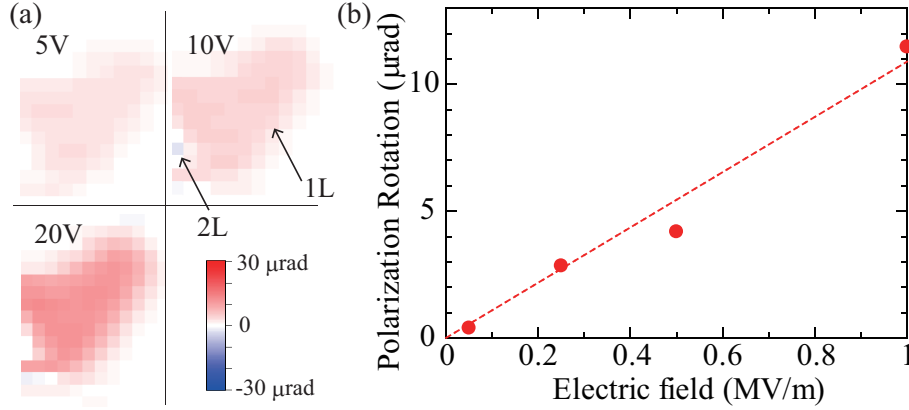 (a)
5V
10V
1L
2L
20V
30 μrad
0
-30 μrad
(b)
Polarization Rotation (μrad)
10
5
0
0 0.2 0.4 0.6 0.8 1
Electric field (MV/m)